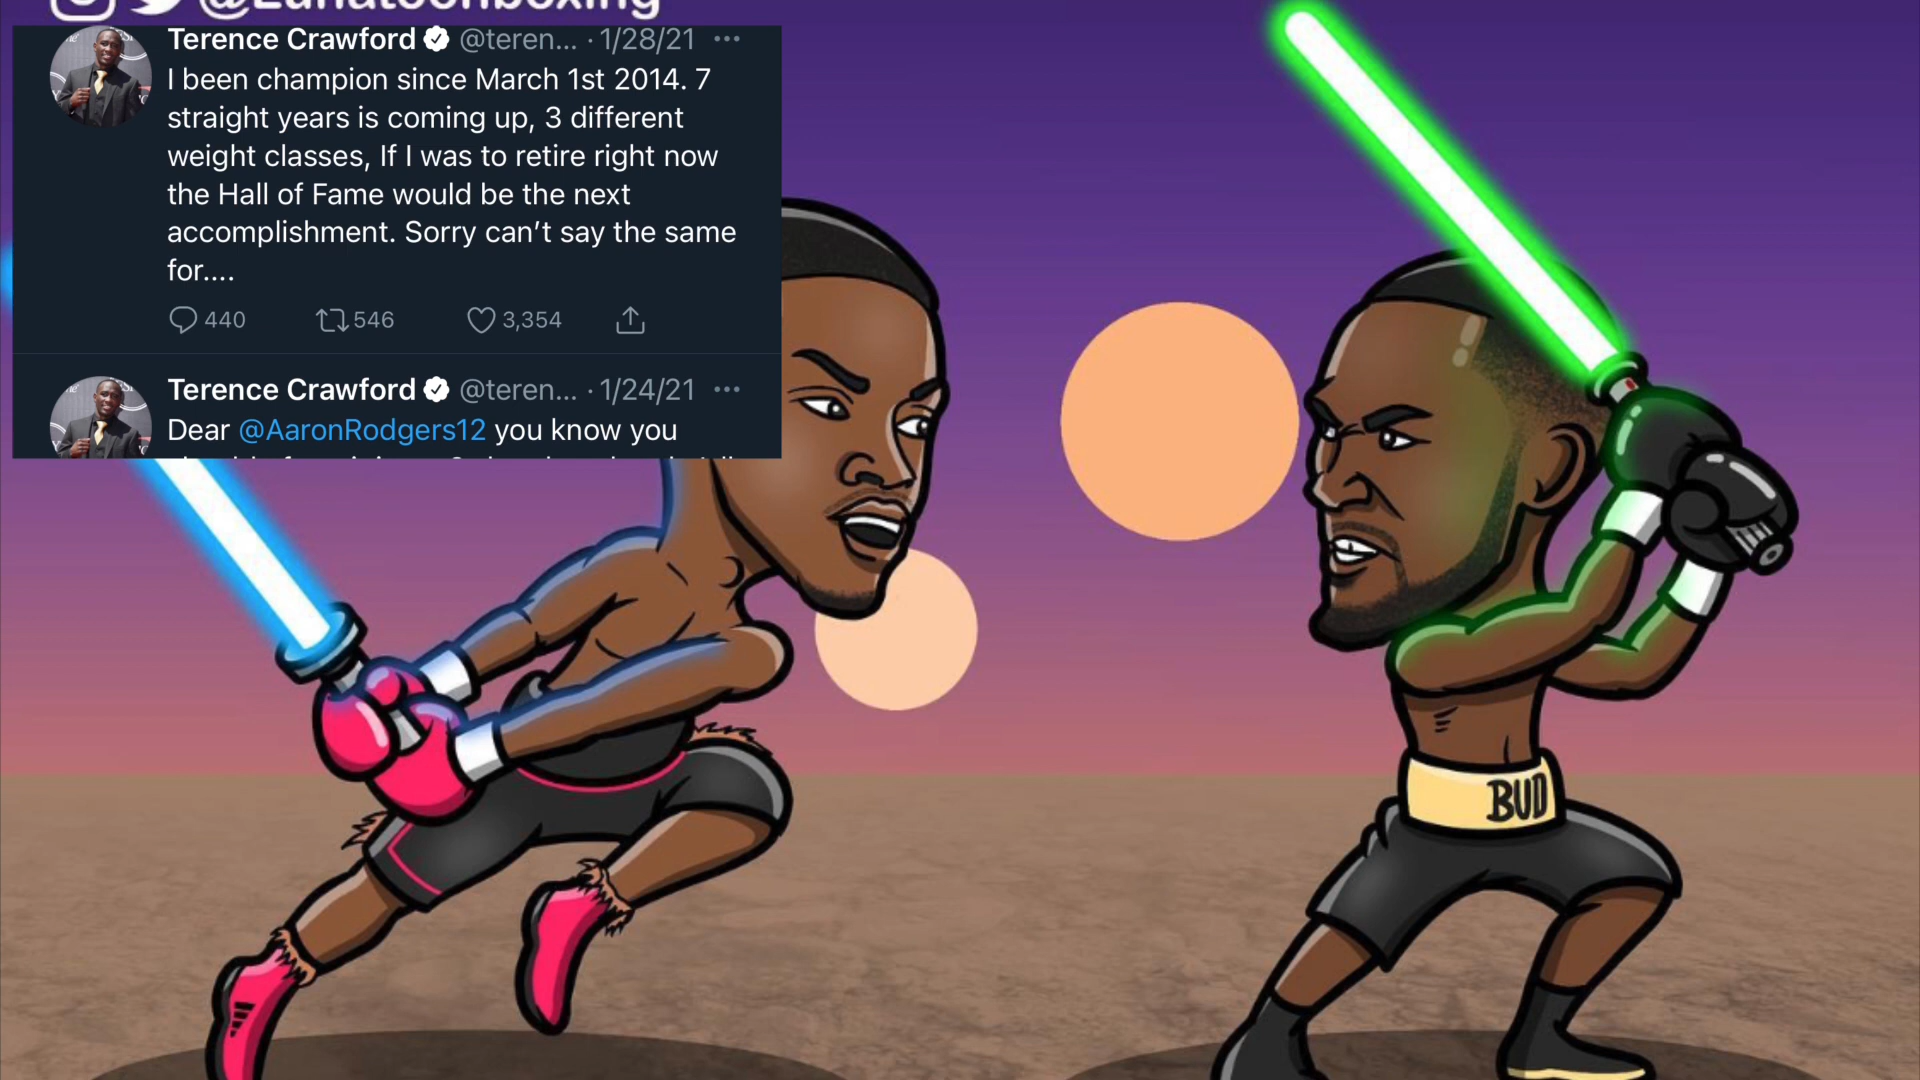 Terence Crawford @teren... · 1/28/21
I been champion since March 1st 2014. 7
straight years is coming up, 3 different
weight classes, If I was to retire right now
the Hall of Fame would be the next
accomplishment. Sorry can't say the same
for....
440 546 3,354
Terence Crawford @teren... · 1/24/21
Dear @AaronRodgers12 you know you
BUD